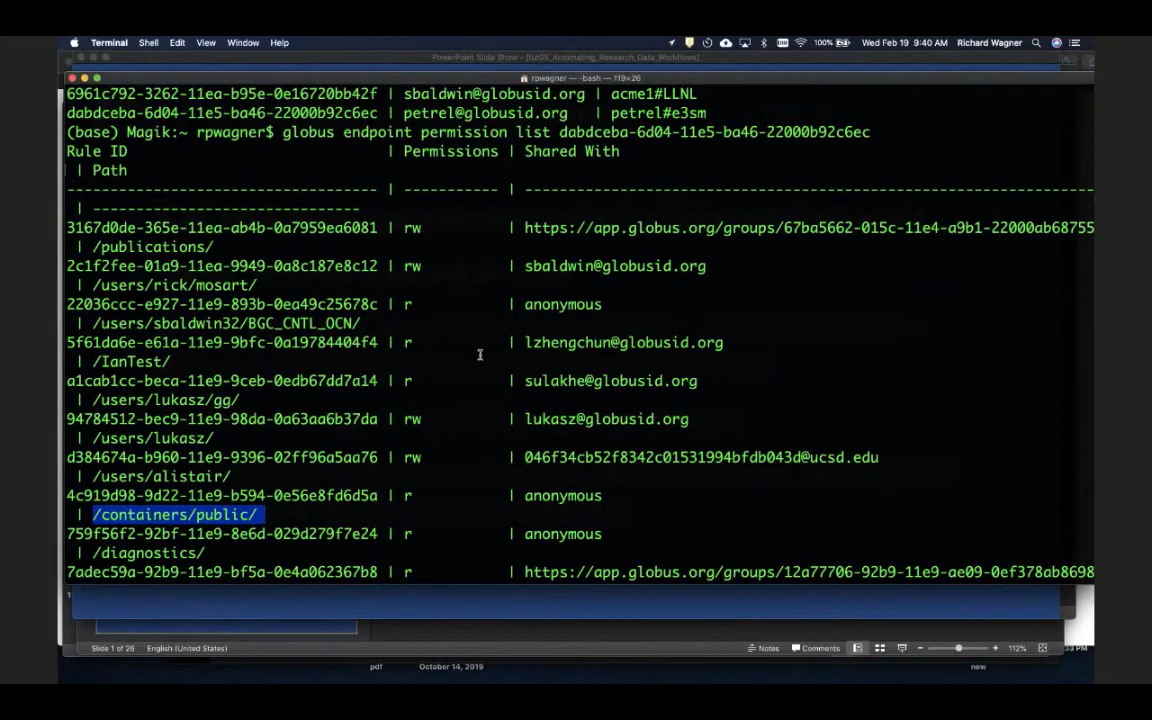 Terminal Shell Edit View Window Help 100% Wed Feb 19 9:40 AM Richard Wagner
PowerPoint Slide Show - [tut05_Automating_Research_Data_Workflows]
rpwagner — -bash — 119×26
6961c792-3262-11ea-b95e-0e16720bb42f | sbaldwin@globusid.org | acme1#LLNL
dabdceba-6d04-11e5-ba46-22000b92c6ec | petrel@globusid.org | petrel#e3sm
(base) Magik:~ rpwagner$ globus endpoint permission list dabdceba-6d04-11e5-ba46-22000b92c6ec
Rule ID | Permissions | Shared With
| Path
------------------------------------ | ----------- | -----------------------------------------------------------------
| -------------------------------
3167d0de-365e-11ea-ab4b-0a7959ea6081 | rw | https://app.globus.org/groups/67ba5662-015c-11e4-a9b1-22000ab68755
| /publications/
2c1f2fee-01a9-11ea-9949-0a8c187e8c12 | rw | sbaldwin@globusid.org
| /users/rick/mosart/
22036ccc-e927-11e9-893b-0ea49c25678c | r | anonymous
| /users/sbaldwin32/BGC_CNTL_OCN/
5f61da6e-e61a-11e9-9bfc-0a19784404f4 | r | lzhengchun@globusid.org
| /IanTest/
a1cab1cc-beca-11e9-9ceb-0edb67dd7a14 | r | sulakhe@globusid.org
| /users/lukasz/gg/
94784512-bec9-11e9-98da-0a63aa6b37da | rw | lukasz@globusid.org
| /users/lukasz/
d384674a-b960-11e9-9396-02ff96a5aa76 | rw | 046f34cb52f8342c01531994bfdb043d@ucsd.edu
| /users/alistair/
4c919d98-9d22-11e9-b594-0e56e8fd6d5a | r | anonymous
| /containers/public/
759f56f2-92bf-11e9-8e6d-029d279f7e24 | r | anonymous
| /diagnostics/
7adec59a-92b9-11e9-bf5a-0e4a062367b8 | r | https://app.globus.org/groups/12a77706-92b9-11e9-ae09-0ef378ab8698
Slide 1 of 26 English (United States) Notes Comments 112%
pdf October 14, 2019 new